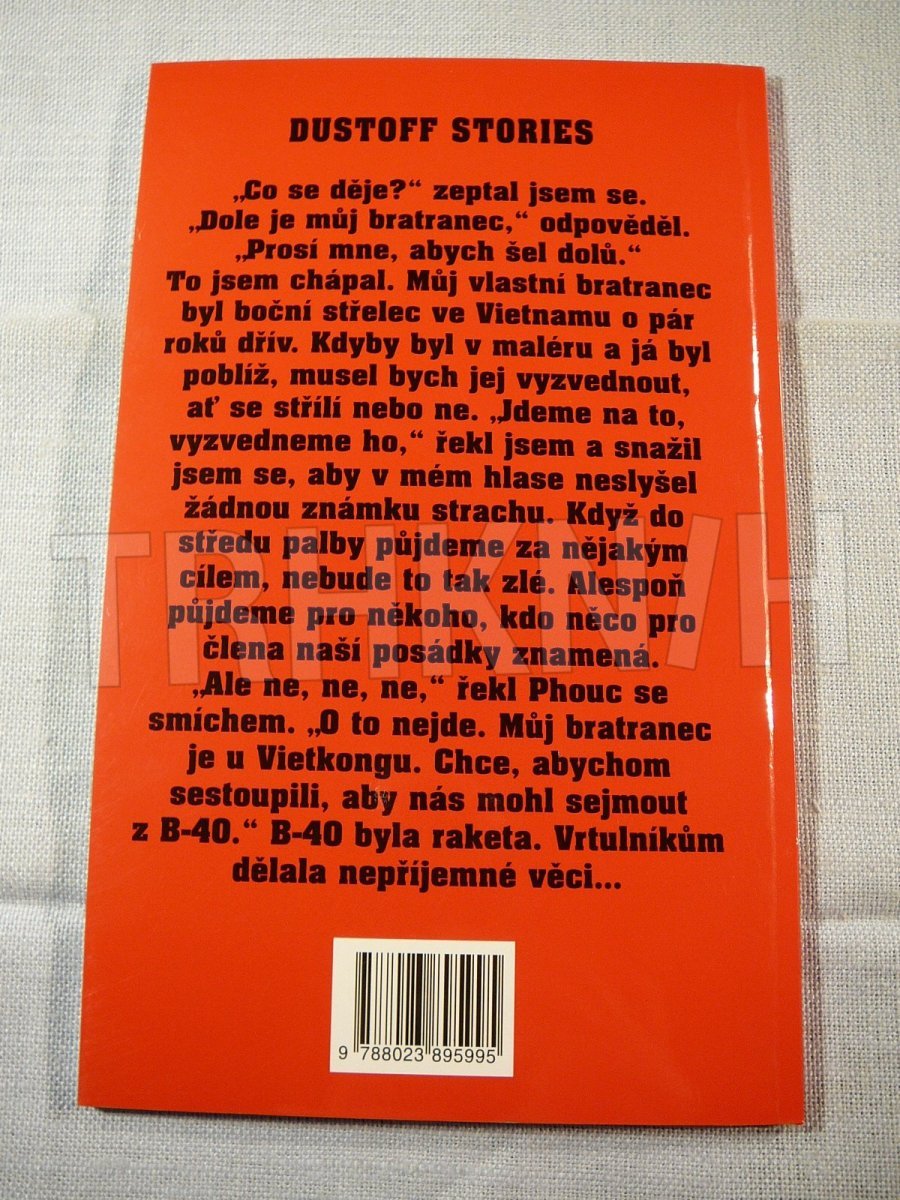 DUSTOFF STORIES
„Co se děje?“ zeptal jsem se.
„Dole je můj bratranec,“ odpověděl.
„Prosí mne, abych šel dolů.“
To jsem chápal. Můj vlastní bratranec
byl boční střelec ve Vietnamu o pár
roků dřív. Kdyby byl v maléru a já byl
poblíž, musel bych jej vyzvednout,
ať se střílí nebo ne. „Jdeme na to,
vyzvedneme ho,“ řekl jsem a snažil
jsem se, aby v mém hlase neslyšel
žádnou známku strachu. Když do
středu palby půjdeme za nějakým
cílem, nebude to tak zlé. Alespoň
půjdeme pro někoho, kdo něco pro
člena naší posádky znamená.
„Ale ne, ne, ne,“ řekl Phouc se
smíchem. „O to nejde. Můj bratranec
je u Vietkongu. Chce, abychom
sestoupili, aby nás mohl sejmout
z B-40.“ B-40 byla raketa. Vrtulníkům
dělala nepříjemné věci...
9 788023 895995